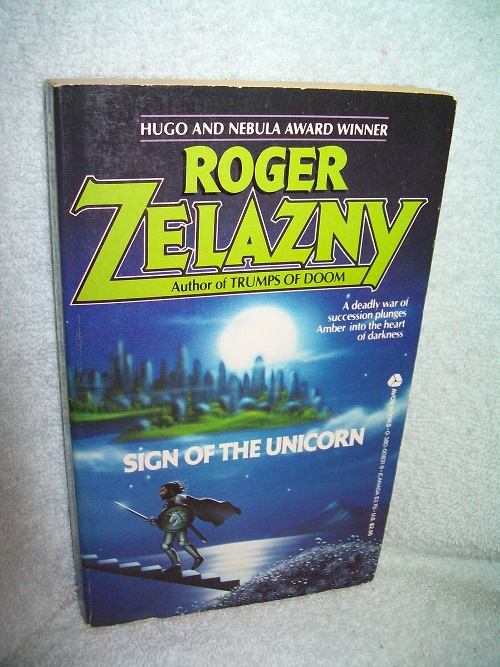 HUGO AND NEBULA AWARD WINNER
ROGER
ZELAZNY
Author of TRUMPS OF DOOM
A deadly war of
succession plunges
Amber into the heart
of darkness
SIGN OF THE UNICORN